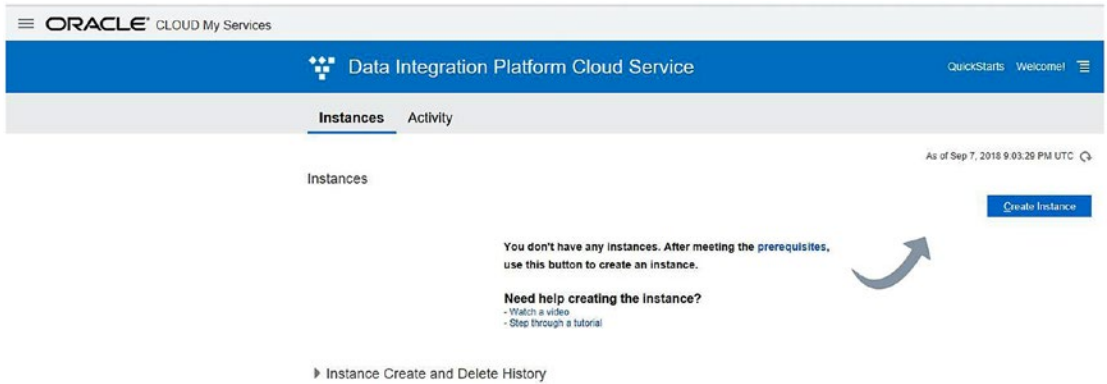 ORACLE® CLOUD My Services
Data Integration Platform Cloud Service
QuickStarts Welcome!
Instances Activity
As of Sep 7, 2018 9:03:29 PM UTC
Instances
Create Instance
You don't have any instances. After meeting the prerequisites,
use this button to create an instance.
Need help creating the instance?
- Watch a video
- Step through a tutorial
Instance Create and Delete History